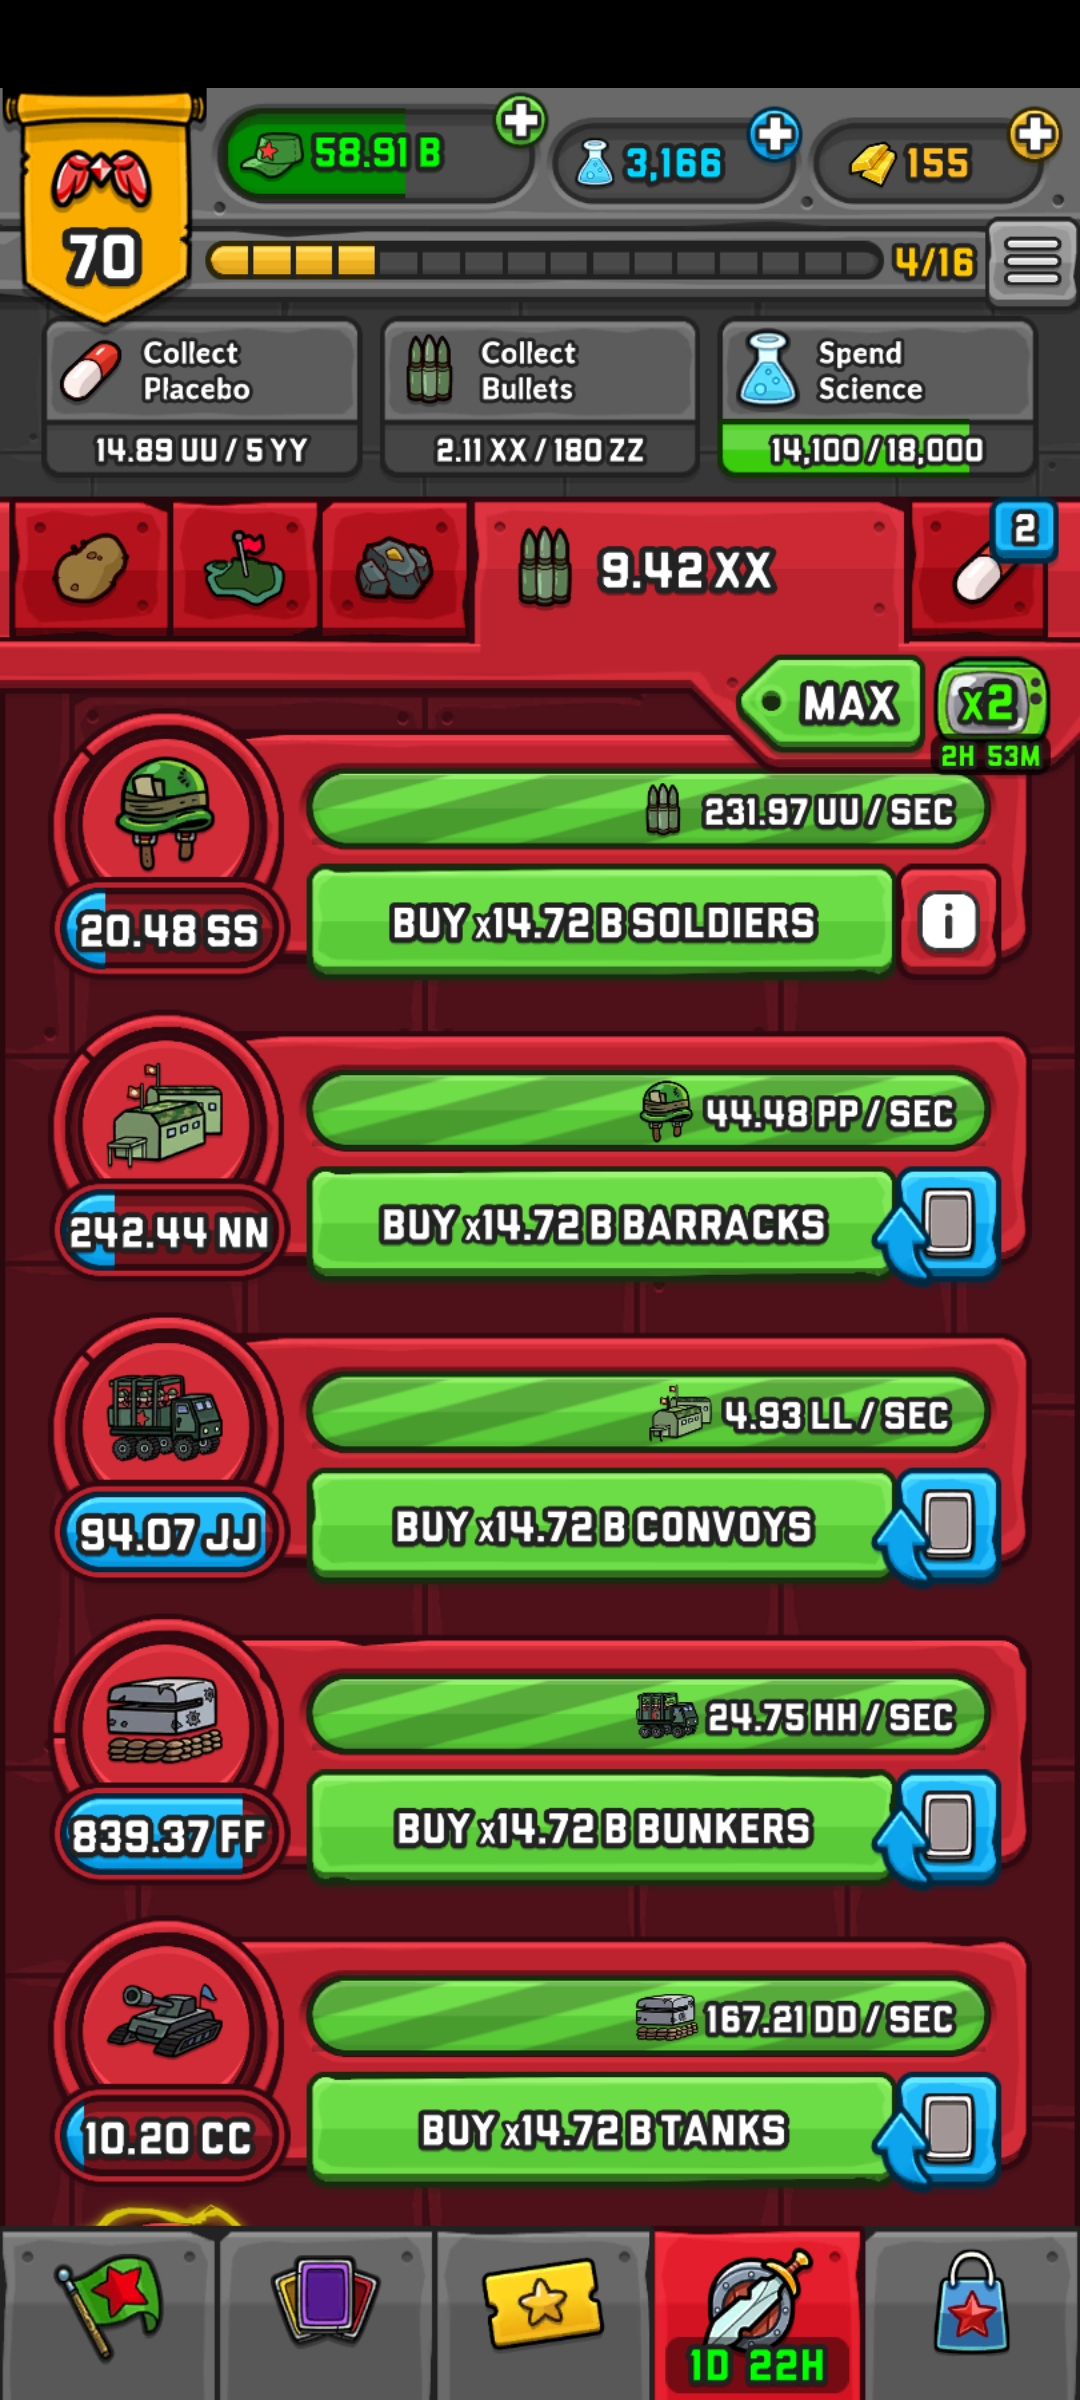 58.91 B
3,166
155
70
4/16
Collect
Placebo
14.89 UU / 5 YY
Collect
Bullets
2.11 XX / 180 ZZ
Spend
Science
14,100 / 18,000
9.42 XX
2
MAX
x2
2H 53M
231.97 UU / SEC
20.48 SS
BUY x14.72 B SOLDIERS
i
44.48 PP / SEC
242.44 NN
BUY x14.72 B BARRACKS
4.93 LL / SEC
94.07 JJ
BUY x14.72 B CONVOYS
24.75 HH / SEC
839.37 FF
BUY x14.72 B BUNKERS
167.21 DD / SEC
10.20 CC
BUY x14.72 B TANKS
1D 22H